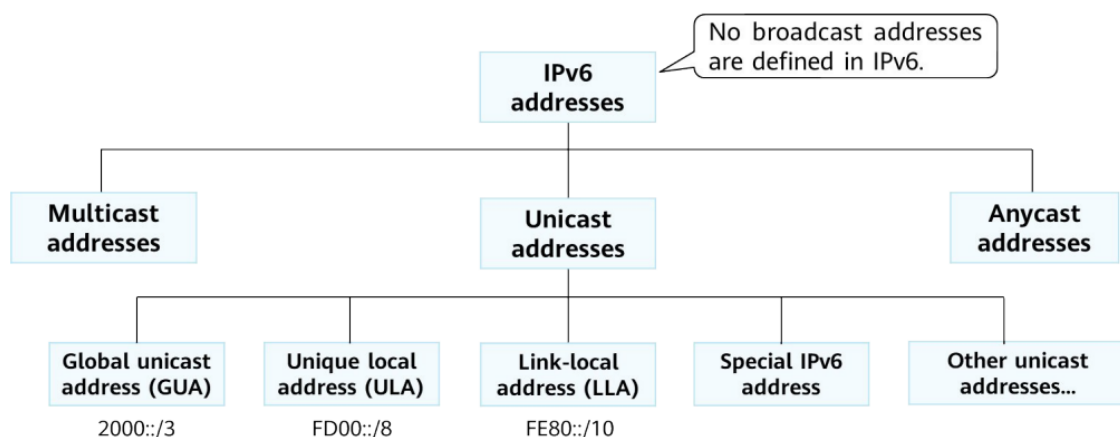 No broadcast addresses
are defined in IPv6.
IPv6
addresses
Multicast
addresses
Unicast
addresses
Anycast
addresses
Global unicast
address (GUA)
Unique local
address (ULA)
Link-local
address (LLA)
Special IPv6
address
Other unicast
addresses...
2000::/3
FD00::/8
FE80::/10